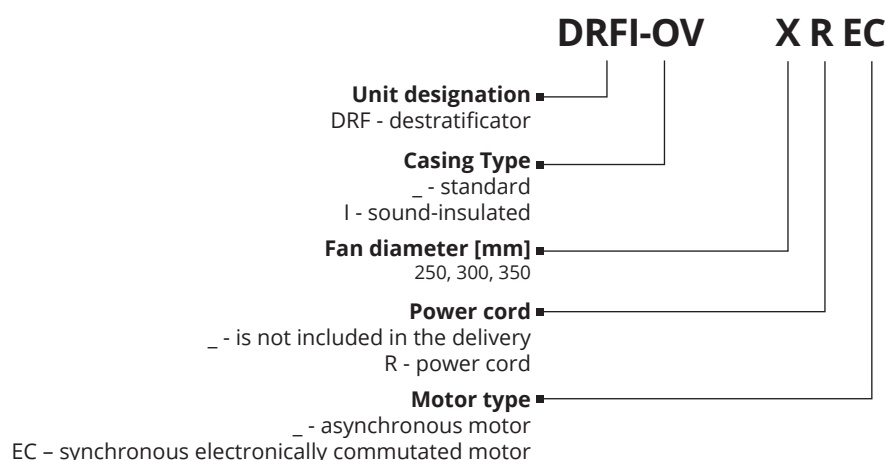 DRFI-OV X R EC
Unit designation
DRF - destratificator
Casing Type
_ - standard
I - sound-insulated
Fan diameter [mm]
250, 300, 350
Power cord
_ - is not included in the delivery
R - power cord
Motor type
_ - asynchronous motor
EC – synchronous electronically commutated motor